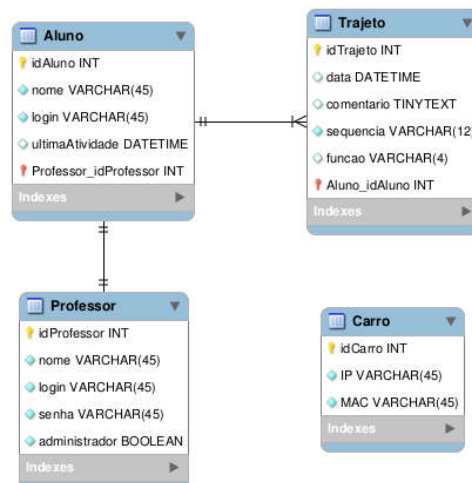 Aluno
idAluno INT
nome VARCHAR(45)
login VARCHAR(45)
ultimaAtividade DATETIME
Professor_idProfessor INT
Indexes
Trajeto
idTrajeto INT
data DATETIME
comentario TINYTEXT
sequência VARCHAR(12)
funcao VARCHAR(4)
Aluno_idAluno INT
Indexes
Professor
idProfessor INT
nome VARCHAR(45)
login VARCHAR(45)
senha VARCHAR(45)
administrador BOOLEAN
Indexes
Carro
idCarro INT
IP VARCHAR(45)
MAC VARCHAR(45)
Indexes